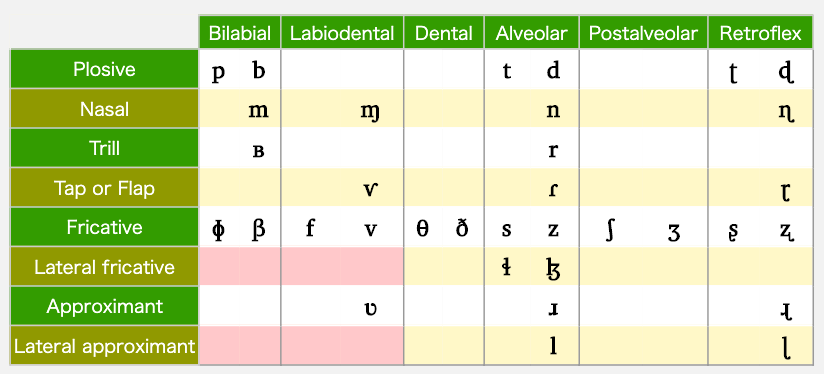 Bilabial Labiodental Dental Alveolar Postalveolar Retroflex
Plosive p b t d ʈ ɖ
Nasal m ɱ n ɳ
Trill ʙ r
Tap or Flap ⱱ ɾ ɽ
Fricative ɸ β f v θ ð s z ʃ ʒ ʂ ʐ
Lateral fricative ɬ ɮ
Approximant ʋ ɹ ɻ
Lateral approximant l ɭ